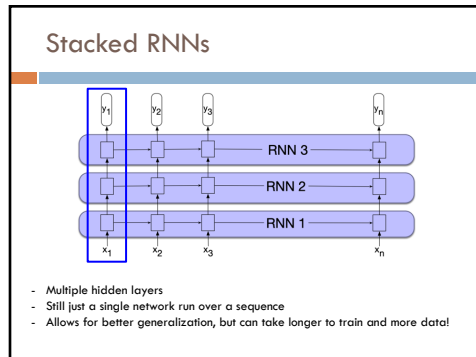 Stacked RNNs
y1 y2 y3 yn
RNN 3
RNN 2
RNN 1
x1 x2 x3 xn
- Multiple hidden layers
- Still just a single network run over a sequence
- Allows for better generalization, but can take longer to train and more data!